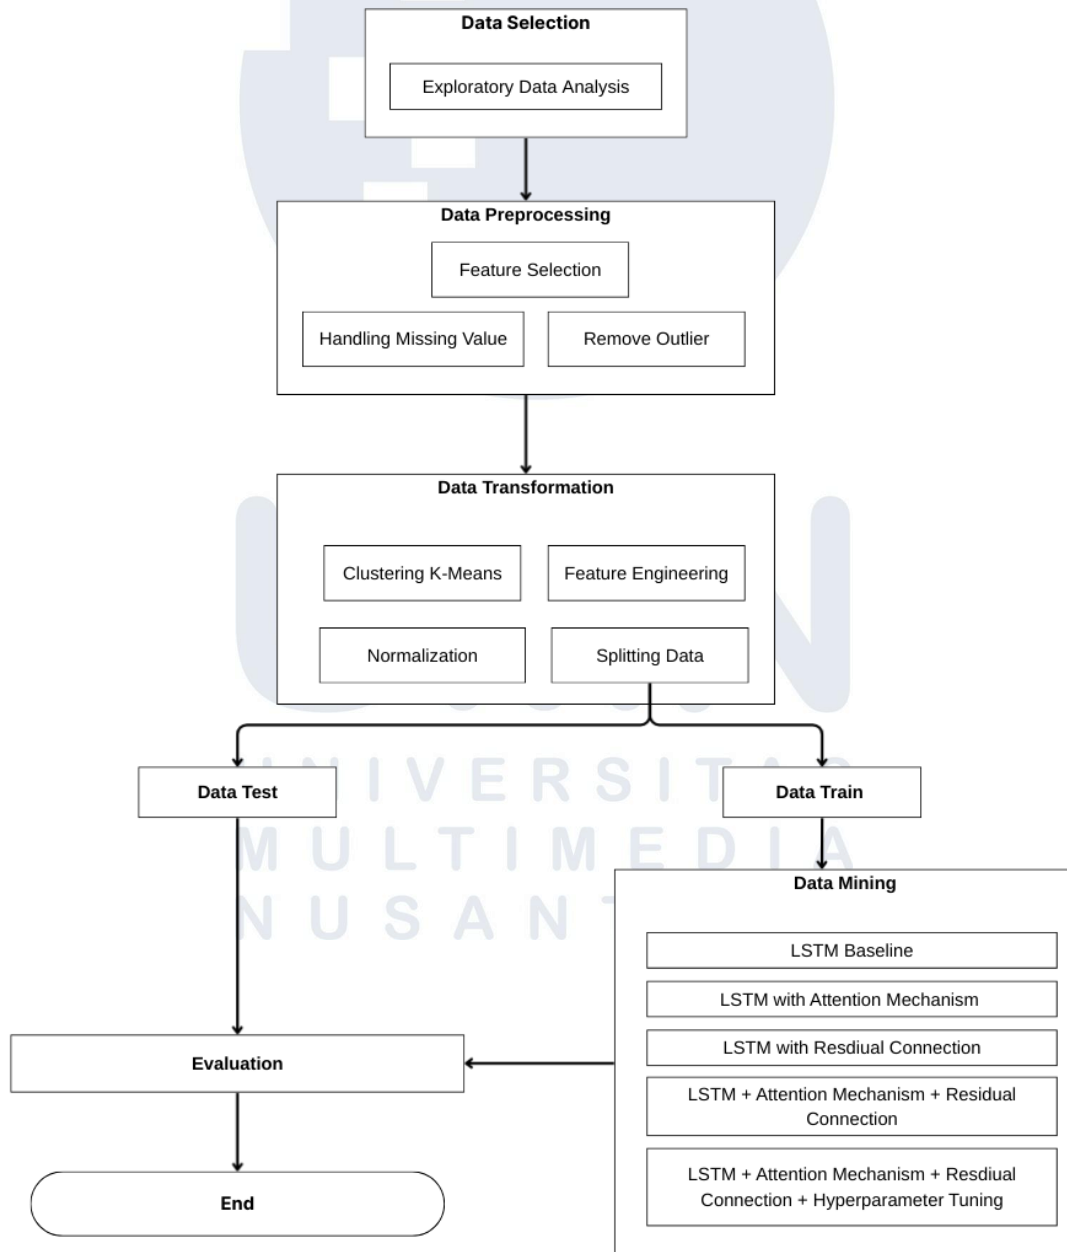 Data Selection
Exploratory Data Analysis
Data Preprocessing
Feature Selection
Handling Missing Value
Remove Outlier
Data Transformation
Clustering K-Means
Feature Engineering
Normalization
Splitting Data
Data Test
Data Train
UNIVERSITAS
MULTIMEDIA
NUSANT
Data Mining
LSTM Baseline
LSTM with Attention Mechanism
LSTM with Resdiual Connection
LSTM + Attention Mechanism + Residual
Connection
LSTM + Attention Mechanism + Resdiual
Connection + Hyperparameter Tuning
Evaluation
End